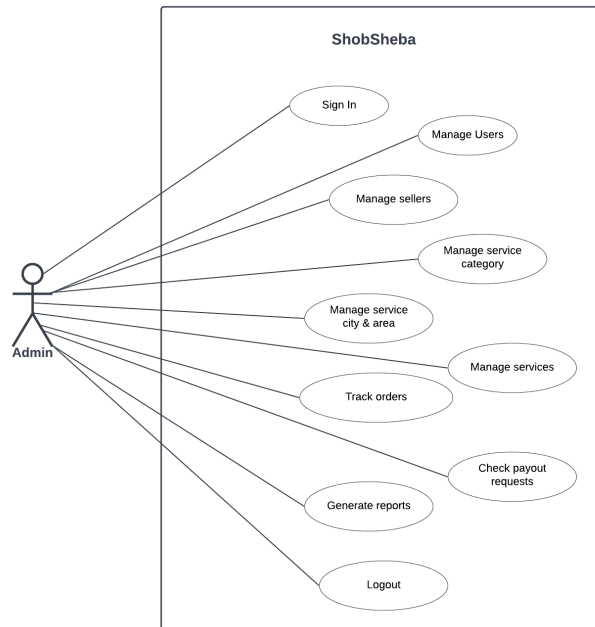 ShobSheba
Sign In
Manage Users
Manage sellers
Manage service
category
Manage service
city & area
Admin
Manage services
Track orders
Check payout
requests
Generate reports
Logout